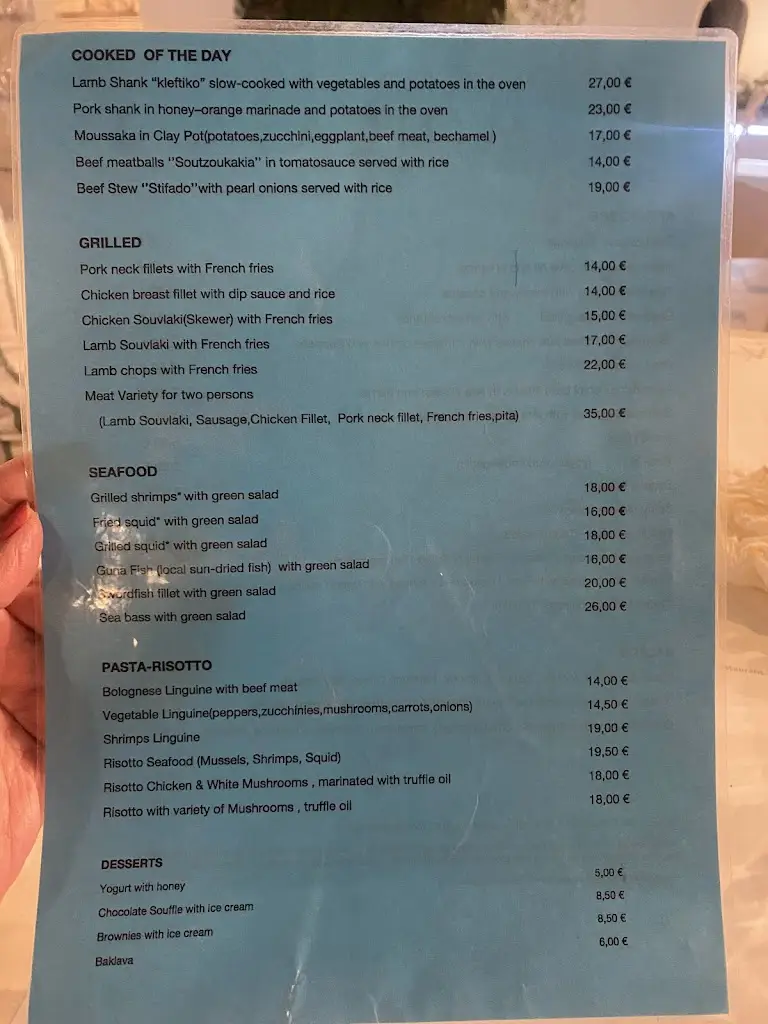 COOKED OF THE DAY
Lamb Shank "kleftiko" slow-cooked with vegetables and potatoes in the oven 27,00 €
Pork shank in honey–orange marinade and potatoes in the oven 23,00 €
Moussaka in Clay Pot(potatoes,zucchini,eggplant,beef meat, bechamel ) 17,00 €
Beef meatballs ''Soutzoukakia'' in tomatosauce served with rice 14,00 €
Beef Stew ''Stifado''with pearl onions served with rice 19,00 €
GRILLED
Pork neck fillets with French fries 14,00 €
Chicken breast fillet with dip sauce and rice 14,00 €
Chicken Souvlaki(Skewer) with French fries 15,00 €
Lamb Souvlaki with French fries 17,00 €
Lamb chops with French fries 22,00 €
Meat Variety for two persons
(Lamb Souvlaki, Sausage,Chicken Fillet, Pork neck fillet, French fries,pita) 35,00 €
SEAFOOD
Grilled shrimps* with green salad 18,00 €
Fried squid* with green salad 16,00 €
Grilled squid* with green salad 18,00 €
Guna Fish (local sun-dried fish) with green salad 16,00 €
Swordfish fillet with green salad 20,00 €
Sea bass with green salad 26,00 €
PASTA-RISOTTO
Bolognese Linguine with beef meat 14,00 €
Vegetable Linguine(peppers,zucchinies,mushrooms,carrots,onions) 14,50 €
Shrimps Linguine 19,00 €
Risotto Seafood (Mussels, Shrimps, Squid) 19,50 €
Risotto Chicken & White Mushrooms , marinated with truffle oil 18,00 €
Risotto with variety of Mushrooms , truffle oil 18,00 €
DESSERTS
Yogurt with honey 5,00 €
Chocolate Souffle with ice cream 8,50 €
Brownies with ice cream 8,50 €
Baklava 6,00 €